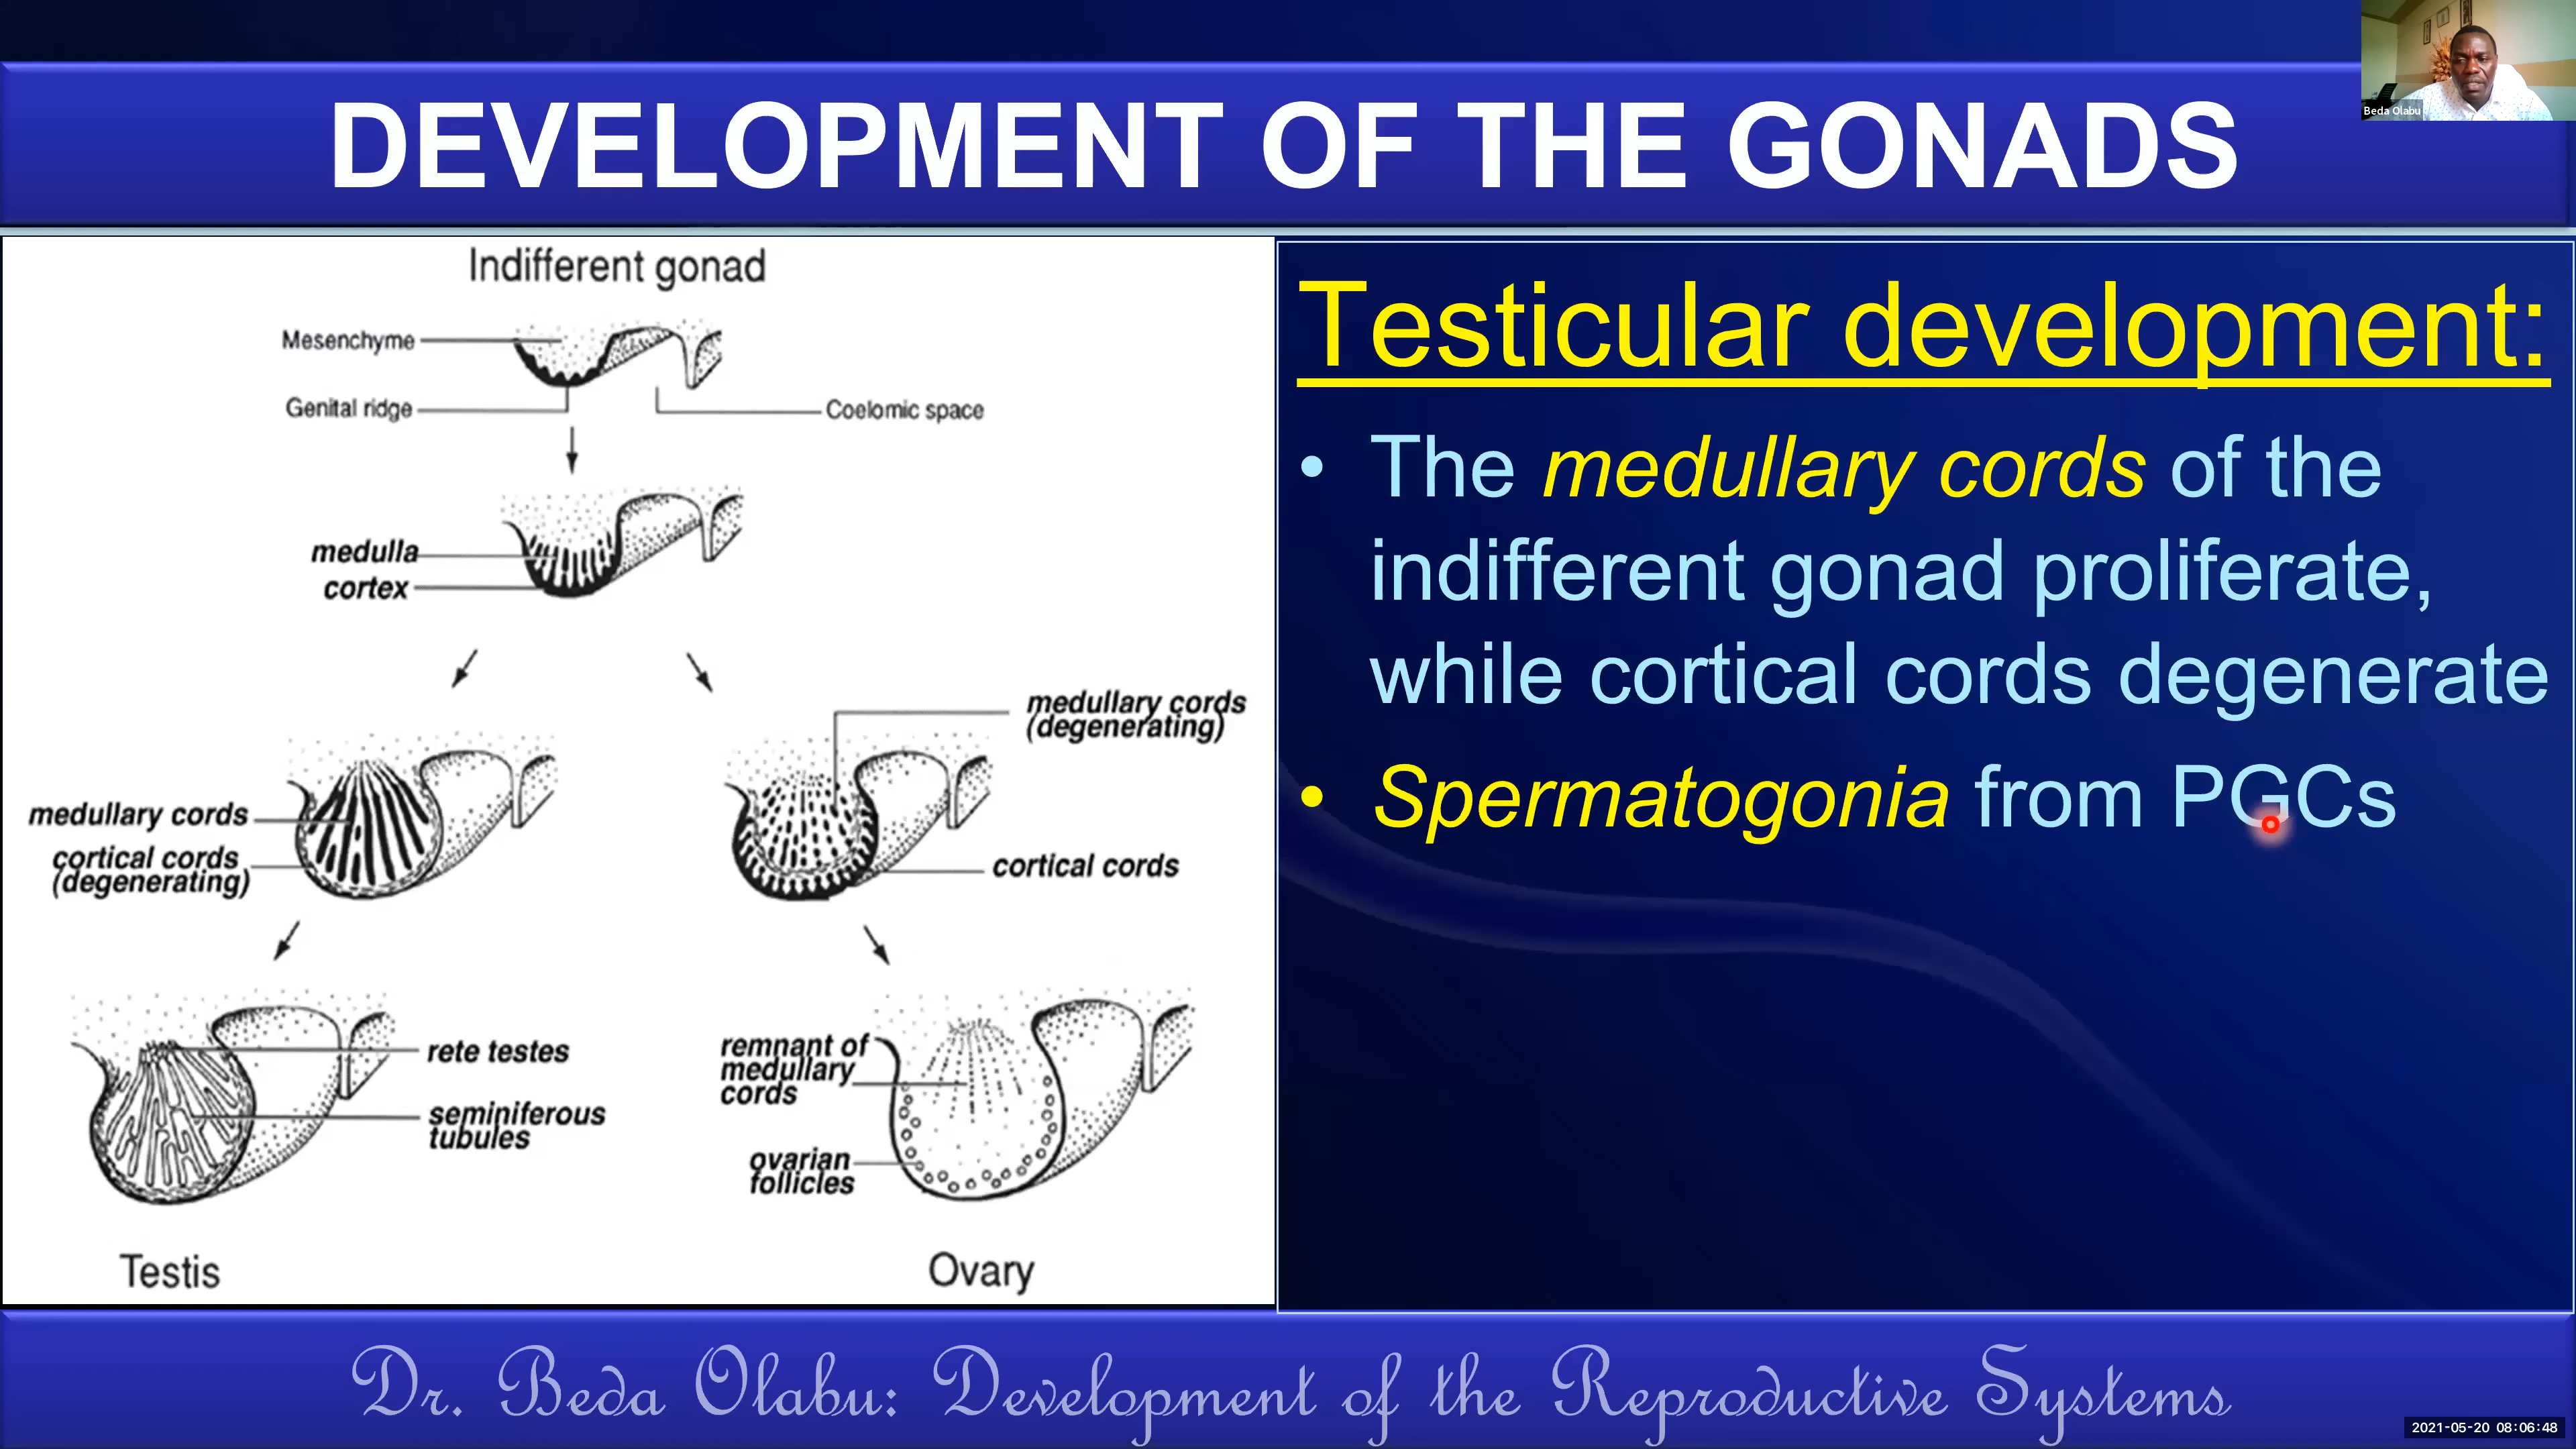 Beda Olabu
DEVELOPMENT OF THE GONADS
Indifferent gonad
Mesenchyme
Genital ridge
Coelomic space
medulla
cortex
medullary cords
(degenerating)
medullary cords
cortical cords
(degenerating)
cortical cords
rete testes
seminiferous
tubules
remnant of
medullary
cords
ovarian
follicles
Testis
Ovary
Testicular development:
• The medullary cords of the
indifferent gonad proliferate,
while cortical cords degenerate
• Spermatogonia from PGCs
Dr. Beda Olabu: Development of the Reproductive Systems
2021-05-20 08:06:48